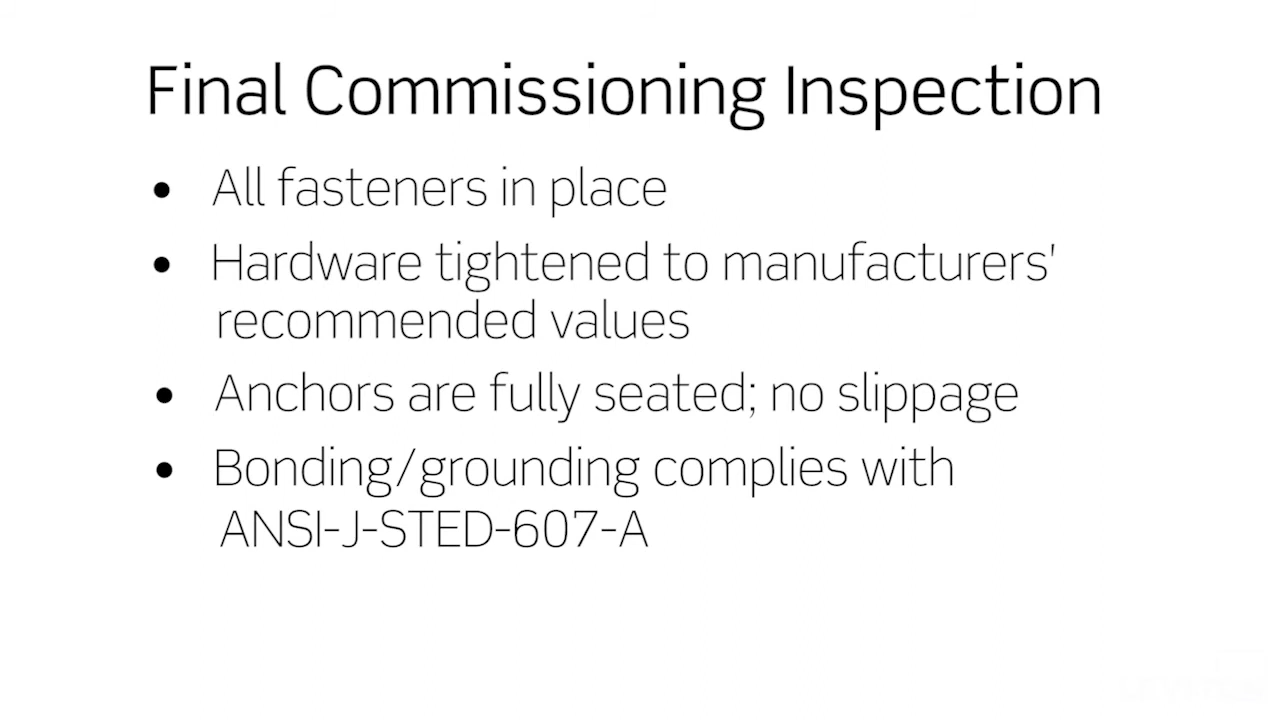 Final Commissioning Inspection
• All fasteners in place
• Hardware tightened to manufacturers'
recommended values
• Anchors are fully seated; no slippage
• Bonding/grounding complies with
ANSI-J-STED-607-A